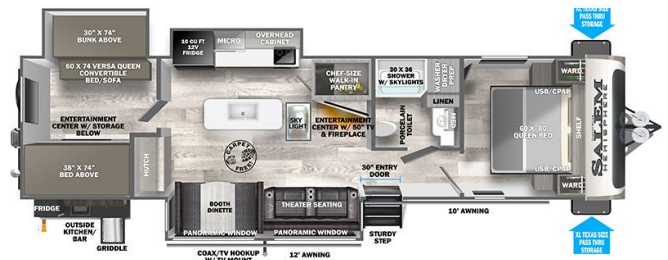 XL TEXAS SIZE
PASS THRU
STORAGE
30" X 74"
BUNK ABOVE
60 X 74 VERSA QUEEN
CONVERTIBLE
BED/SOFA
ENTERTAINMENT
CENTER W/ STORAGE
BELOW
38" X 74"
BED ABOVE
HUTCH
10 CU FT
12V
FRIDGE
MICRO
OVERHEAD
CABINET
CHEF-SIZE
WALK-IN
PANTRY
SKY
LIGHT
CARPET
FREE!
ENTERTAINMENT
CENTER W/ 50" TV
& FIREPLACE
30 X 36
SHOWER
W/ SKYLIGHTS
WASHER
DRYER
PREP
LINEN
PORCELAIN
TOILET
MED
WARD
USB/CPAP
60 X 80
QUEEN BED
SHELF
USB/CPAP
WARD
SALEM
HEMISPHERE
30" ENTRY
DOOR
BOOTH
DINETTE
THEATER SEATING
PANORAMIC WINDOW
PANORAMIC WINDOW
STURDY
STEP
10' AWNING
FRIDGE
OUTSIDE
KITCHEN/
BAR
GRIDDLE
COAX/TV HOOKUP
W/ TV MOUNT
12' AWNING
XL TEXAS SIZE
PASS THRU
STORAGE